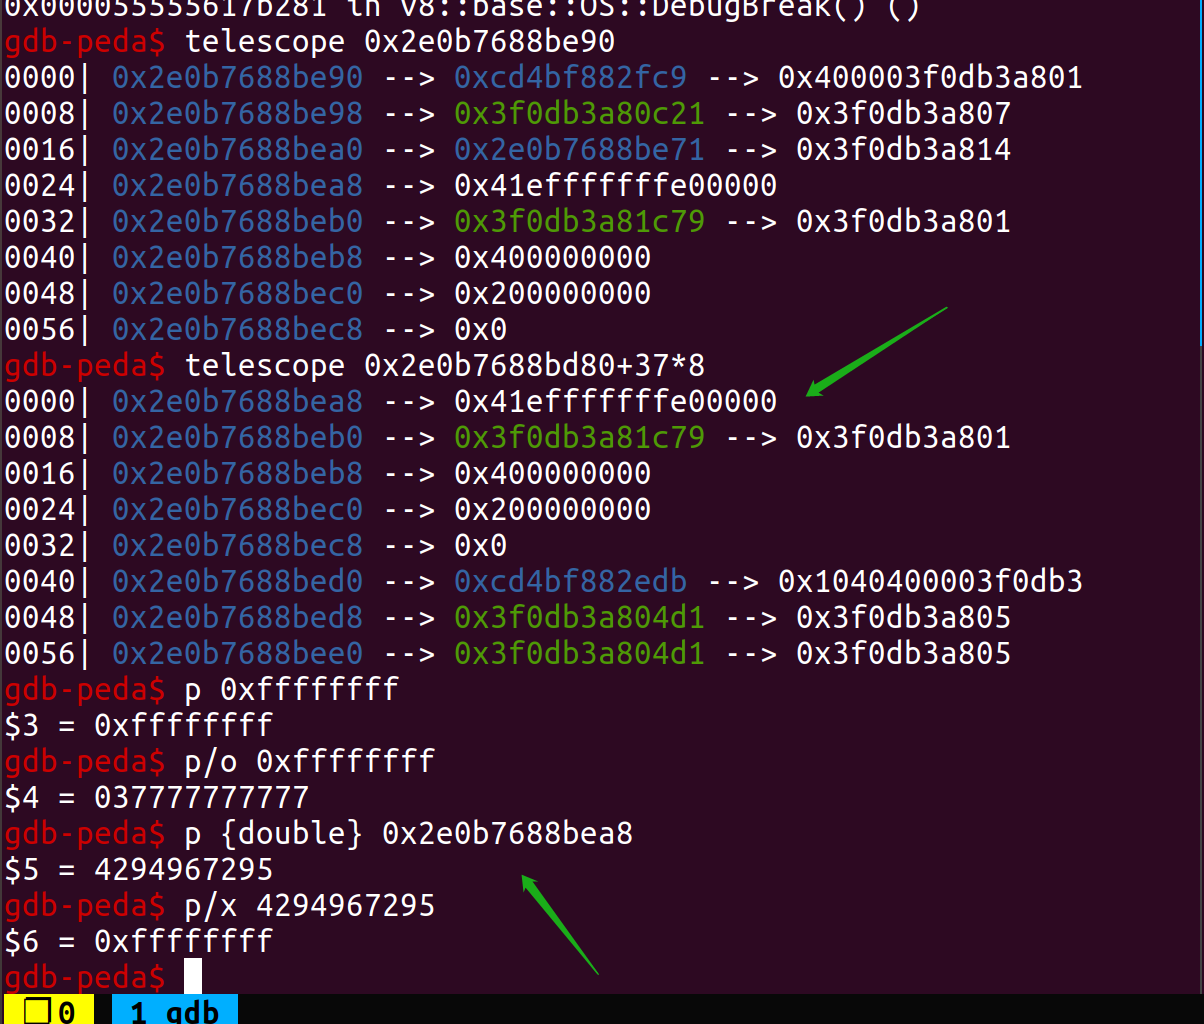 0x000055555617b281 in v8::base::OS::DebugBreak() ()
gdb-peda$ telescope 0x2e0b7688be90
0000| 0x2e0b7688be90 --> 0xcd4bf882fc9 --> 0x400003f0db3a801
0008| 0x2e0b7688be98 --> 0x3f0db3a80c21 --> 0x3f0db3a807
0016| 0x2e0b7688bea0 --> 0x2e0b7688be71 --> 0x3f0db3a814
0024| 0x2e0b7688bea8 --> 0x41efffffffe00000
0032| 0x2e0b7688beb0 --> 0x3f0db3a81c79 --> 0x3f0db3a801
0040| 0x2e0b7688beb8 --> 0x400000000
0048| 0x2e0b7688bec0 --> 0x200000000
0056| 0x2e0b7688bec8 --> 0x0
gdb-peda$ telescope 0x2e0b7688bd80+37*8
0000| 0x2e0b7688bea8 --> 0x41efffffffe00000
0008| 0x2e0b7688beb0 --> 0x3f0db3a81c79 --> 0x3f0db3a801
0016| 0x2e0b7688beb8 --> 0x400000000
0024| 0x2e0b7688bec0 --> 0x200000000
0032| 0x2e0b7688bec8 --> 0x0
0040| 0x2e0b7688bed0 --> 0xcd4bf882edb --> 0x1040400003f0db3
0048| 0x2e0b7688bed8 --> 0x3f0db3a804d1 --> 0x3f0db3a805
0056| 0x2e0b7688bee0 --> 0x3f0db3a804d1 --> 0x3f0db3a805
gdb-peda$ p 0xffffffff
$3 = 0xffffffff
gdb-peda$ p/o 0xffffffff
$4 = 037777777777
gdb-peda$ p {double} 0x2e0b7688bea8
$5 = 4294967295
gdb-peda$ p/x 4294967295
$6 = 0xffffffff
gdb-peda$
0 1 gdb